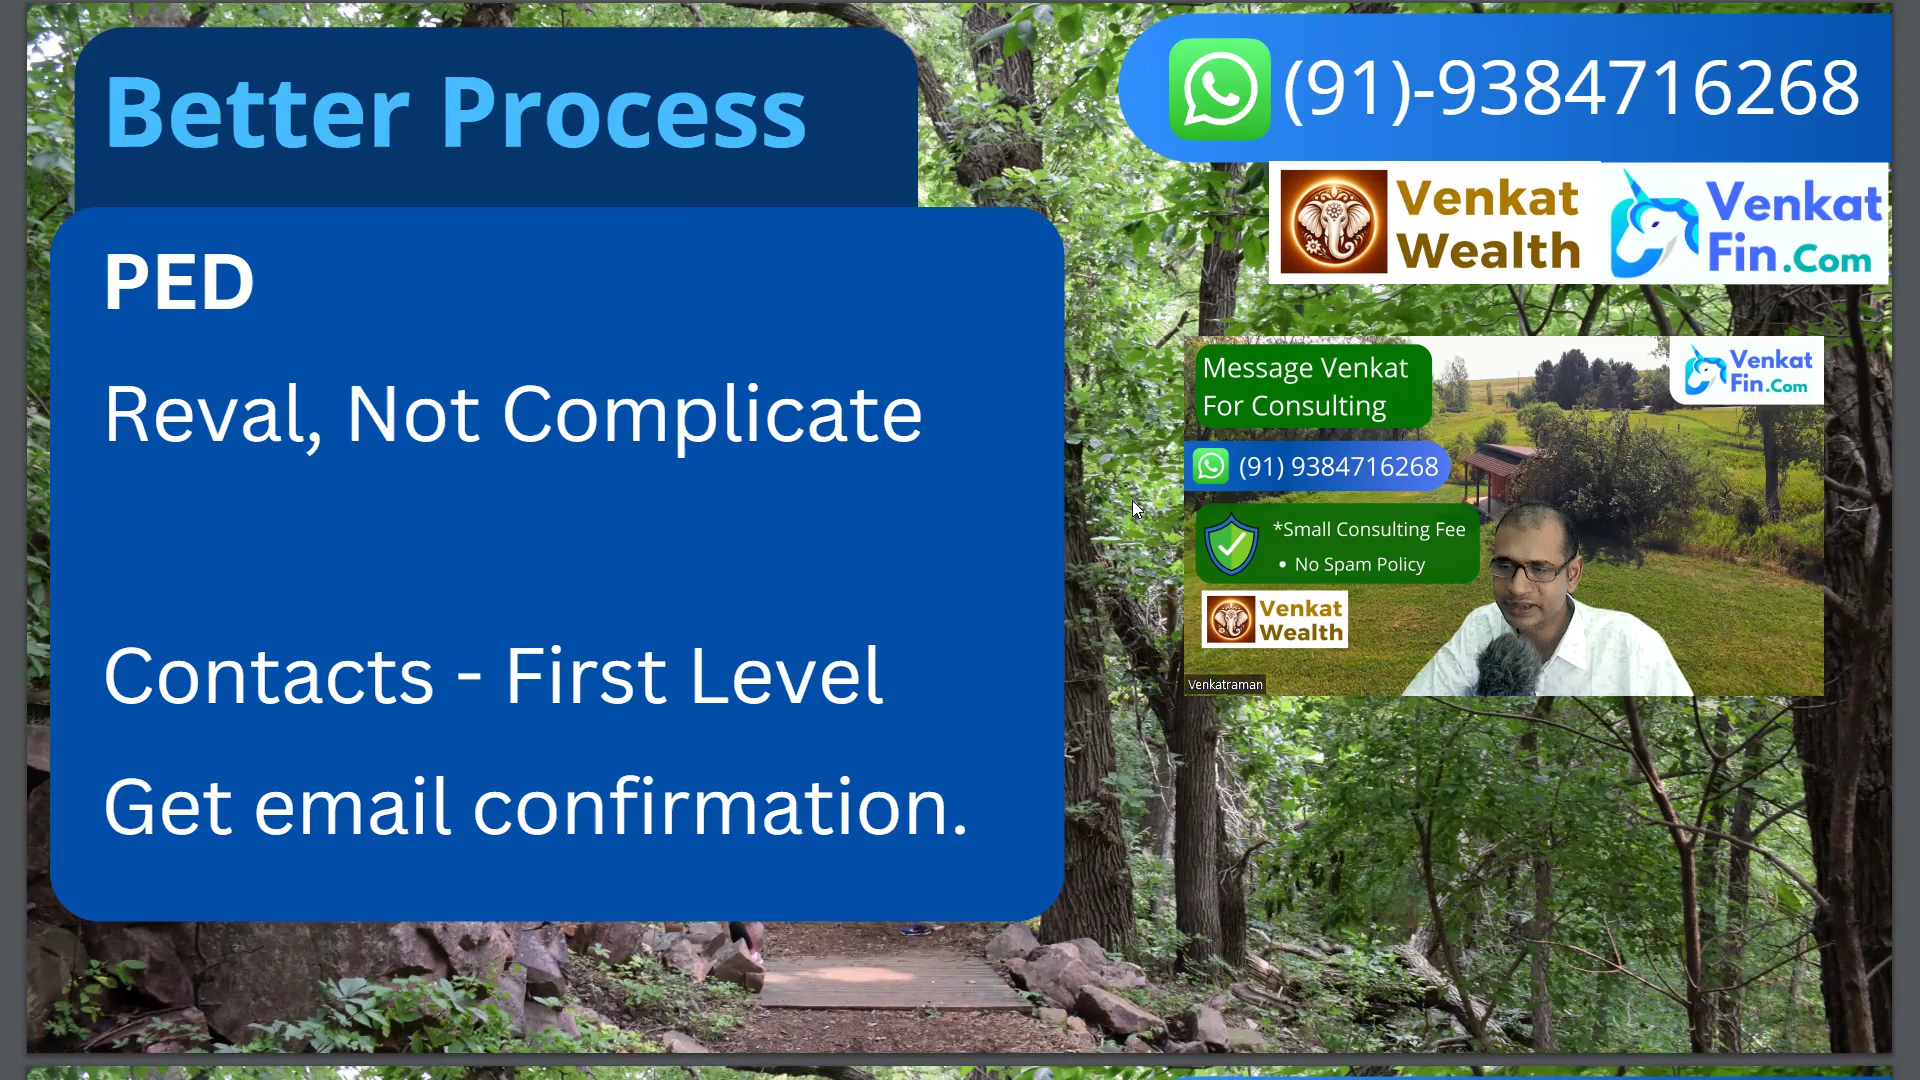 Better Process
PED
Reval, Not Complicate
Contacts - First Level
Get email confirmation.
(91)-9384716268
Venkat
Wealth
Venkat
Fin.Com
Message Venkat
For Consulting
Venkat
Fin.Com
(91) 9384716268
*Small Consulting Fee
• No Spam Policy
Venkat
Wealth
Venkatraman